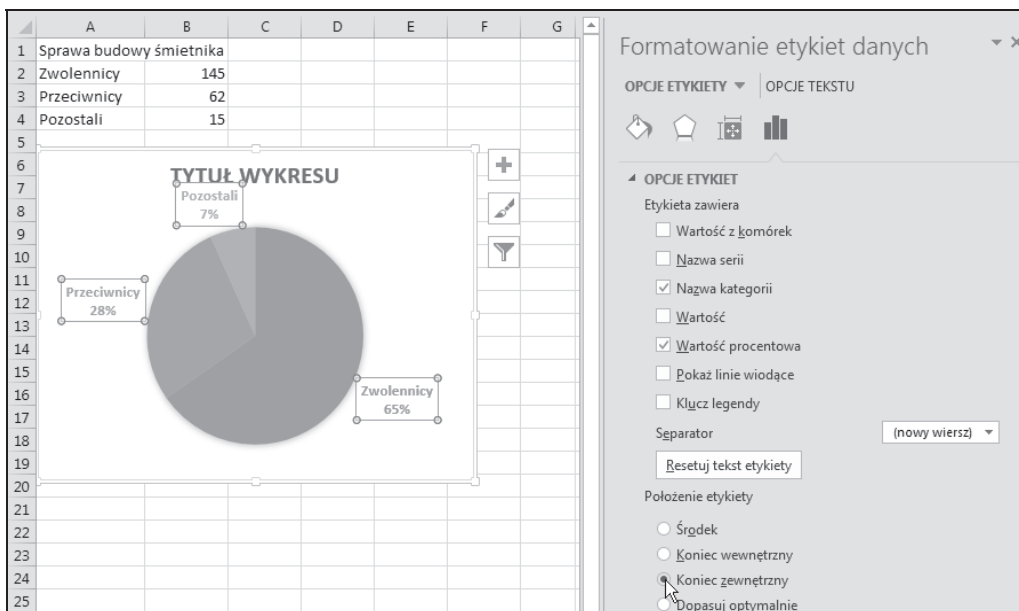 A B C D E F G
1 Sprawa budowy śmietnika
2 Zwolennicy 145
3 Przeciwnicy 62
4 Pozostali 15
5
6
7
8
9
10
11
12
13
14
15
16
17
18
19
20
21
22
23
24
25
TYTUŁ WYKRESU
Pozostali
7%
Przeciwnicy
28%
Zwolennicy
65%
Formatowanie etykiet danych
OPCJE ETYKIETY OPCJE TEKSTU
OPCJE ETYKIET
Etykieta zawiera
Wartość z komórek
Nazwa serii
Nazwa kategorii
Wartość
Wartość procentowa
Pokaż linie wiodące
Klucz legendy
Separator (nowy wiersz)
Resetuj tekst etykiety
Położenie etykiety
Środek
Koniec wewnętrzny
Koniec zewnętrzny
Dopasuj optymalnie